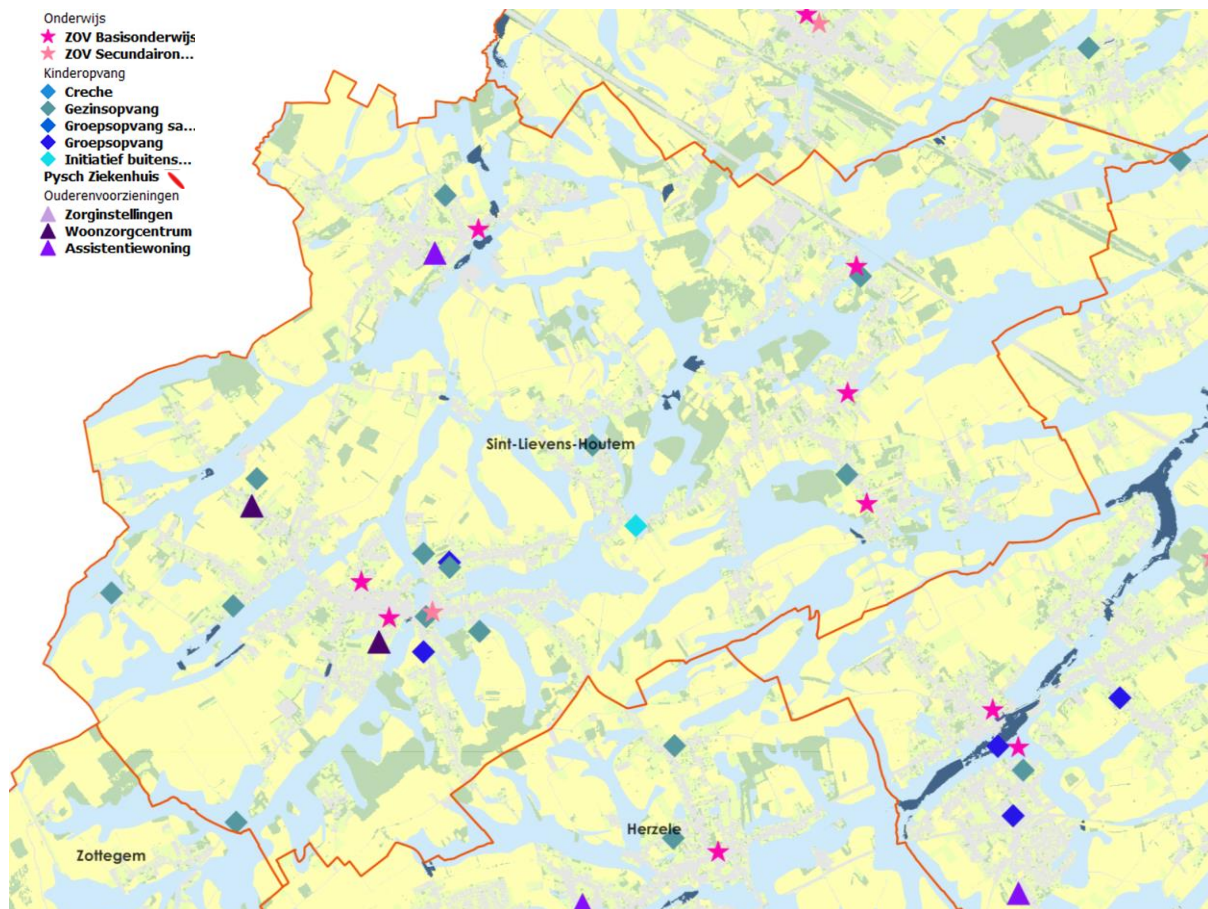 Onderwijs
ZOV Basisonderwijs
ZOV Secundairon...
Kinderopvang
Creche
Gezinsopvang
Groepsopvang sa...
Groepsopvang
Initiatief buitens...
Pysch Ziekenhuis
Ouderenvoorzieningen
Zorginstellingen
Woonzorgcentrum
Assistentiewoning
Sint-Lievens-Houtem
Herzele
Zottegem